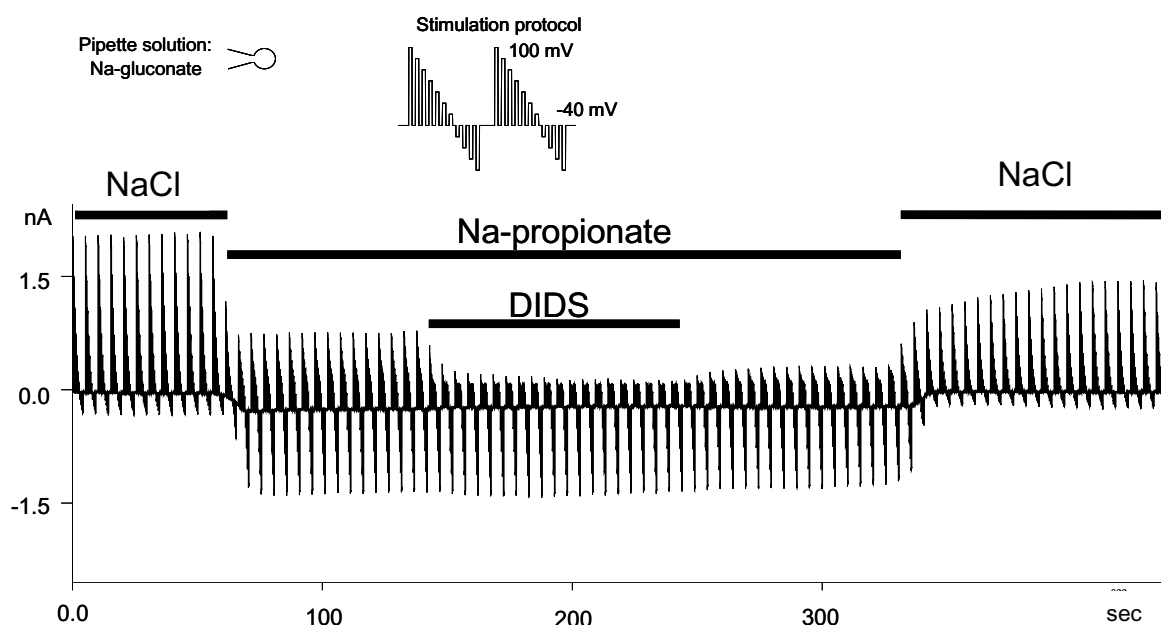 Stimulation protocol
Pipette solution:
Na-gluconate
100 mV
-40 mV
NaCl
NaCl
nA
Na-propionate
1.5
DIDS
0.0
-1.5
0.0
100
200
300
sec